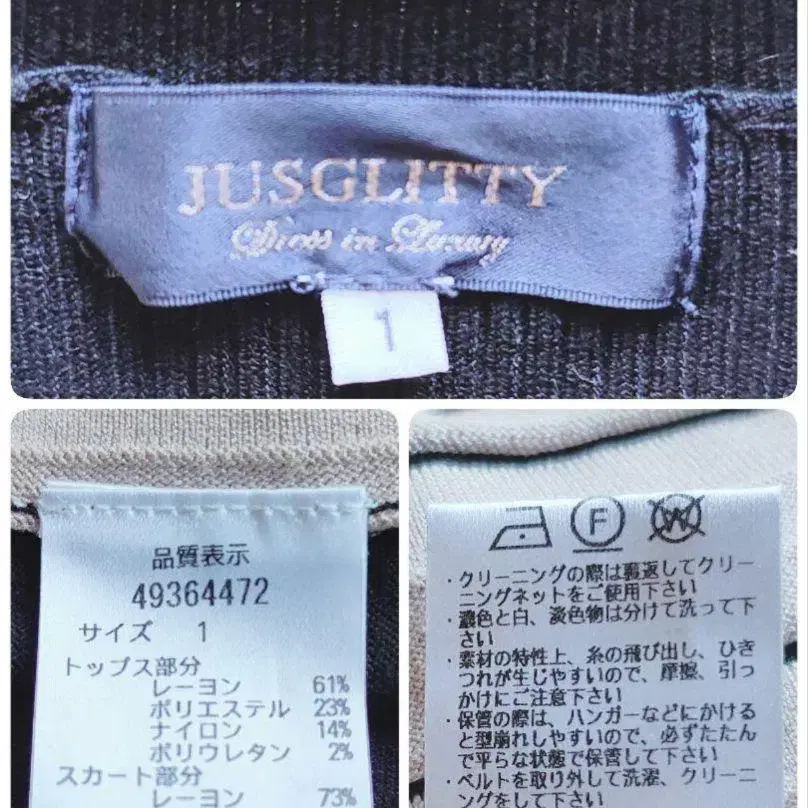 JUSGLITTY
Dress in Luxury
1
品質表示
49364472
サイズ 1
トップス部分
レーヨン 61%
ポリエステル 23%
ナイロン 14%
ポリウレタン 2%
スカート部分
レーヨン 73%
F
W
・クリーニングの際は裏返してクリー
ニングネットをご使用下さい
・濃色と白、淡色物は分けて洗って下
さい
・素材の特性上、糸の飛び出し、ひき
つれが生じやすいので、摩擦、引っ
かけにご注意下さい
・保管の際は、ハンガーなどにかける
と型崩れしやすいので、必ずたたん
で平らな状態で保管して下さい
・ベルトを取り外して洗濯、クリーニ
ングをして下さい